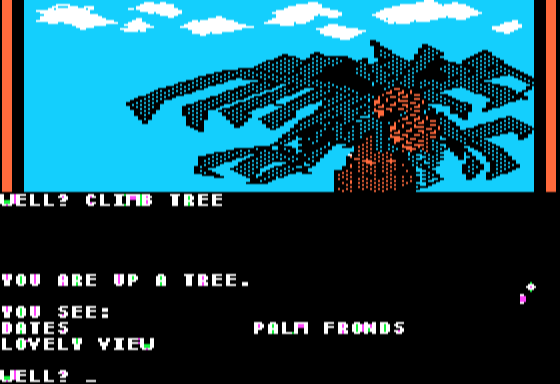 WELL? CLIMB TREE
YOU ARE UP A TREE.
YOU SEE:
DATES PALM FRONDS
LOVELY VIEW
WELL? _